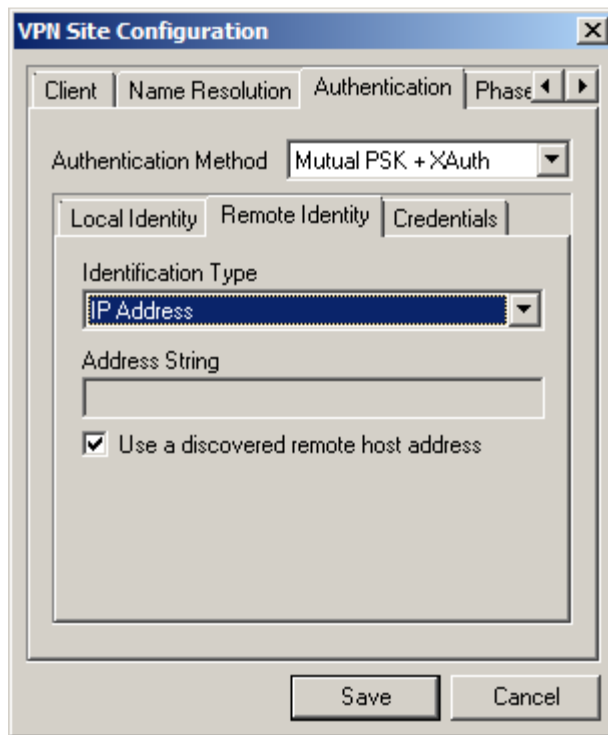 VPN Site Configuration
Client Name Resolution Authentication Phase
Authentication Method Mutual PSK + XAuth
Local Identity Remote Identity Credentials
Identification Type
IP Address
Address String
Use a discovered remote host address
Save Cancel